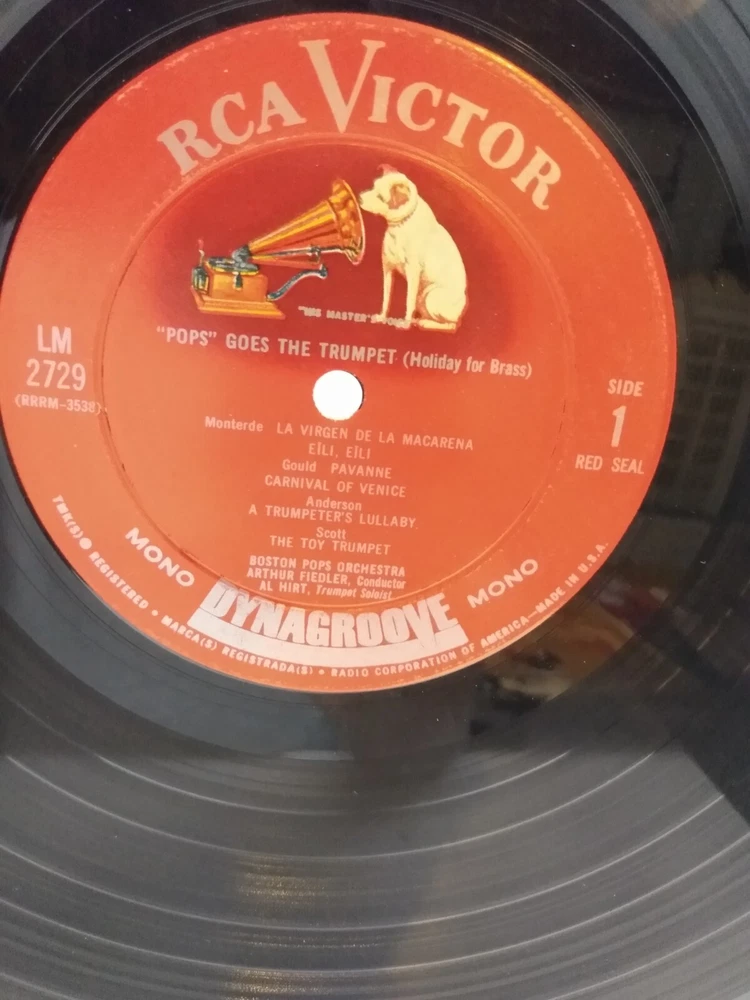 RCA VICTOR
"HIS MASTER'S VOICE"
"POPS" GOES THE TRUMPET (Holiday for Brass)
LM
2729
(RRRM-3538)
SIDE
1
RED SEAL
Monterde LA VIRGEN DE LA MACARENA
EÏLI, EÏLI
Gould PAVANNE
CARNIVAL OF VENICE
Anderson
A TRUMPETER'S LULLABY
Scott
THE TOY TRUMPET
BOSTON POPS ORCHESTRA
ARTHUR FIEDLER, Conductor
AL HIRT, Trumpet Soloist
MONO DYNAGROOVE MONO
TMK(S) ® REGISTERED • MARCA(S) REGISTRADA(S) • RADIO CORPORATION OF AMERICA—MADE IN U.S.A.